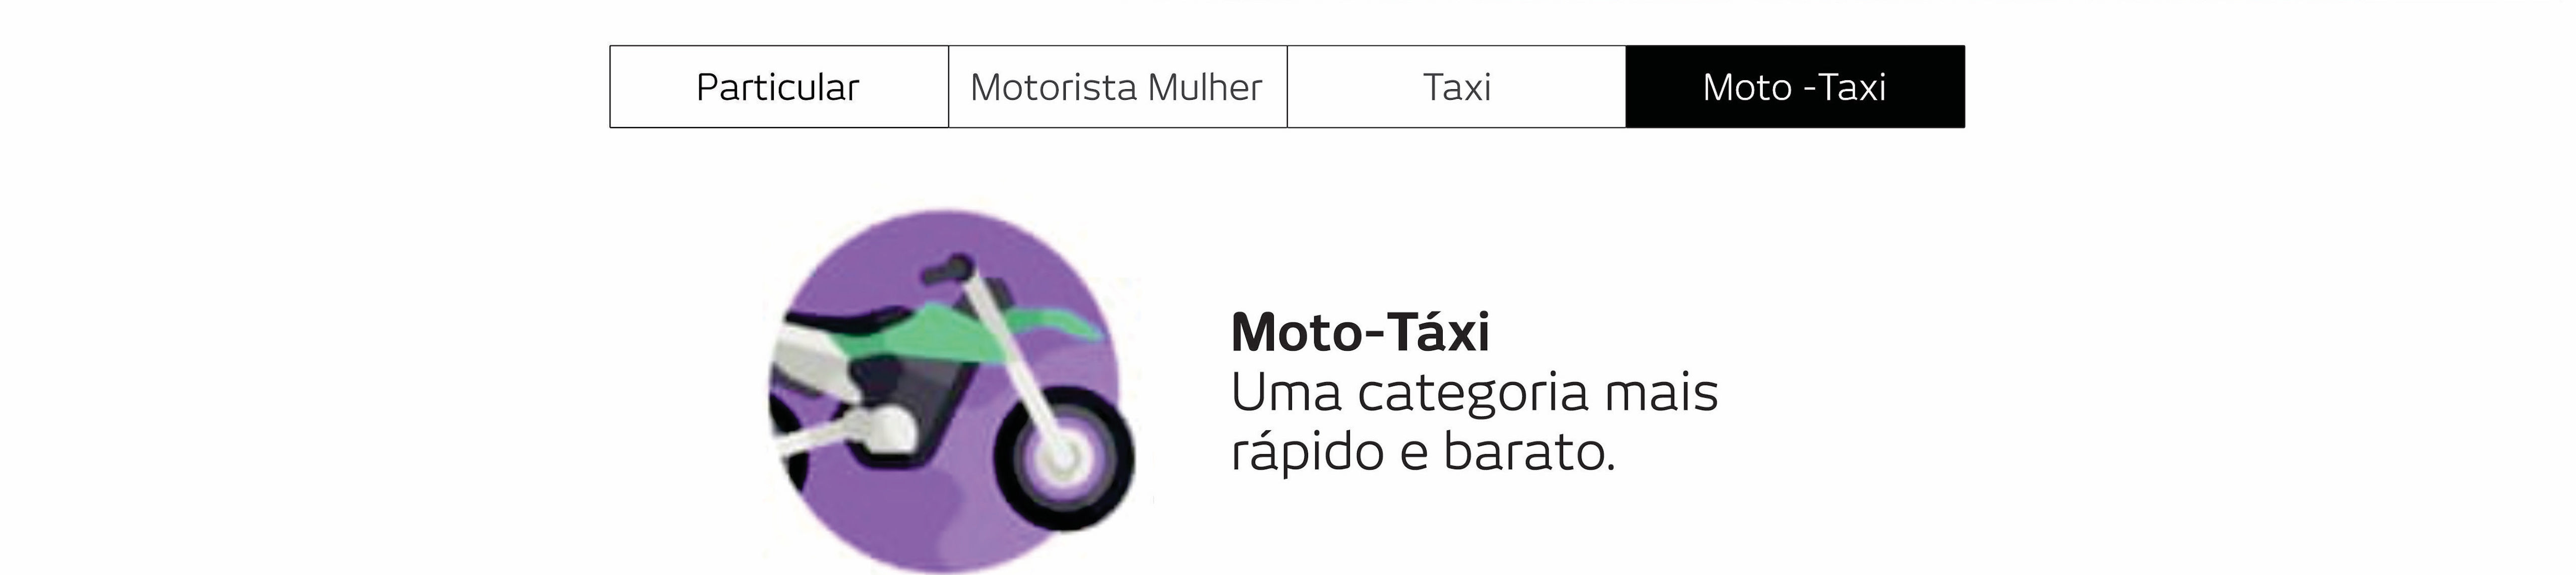 Particular Motorista Mulher Taxi Moto -Taxi
Moto-Táxi
Uma categoria mais
rápido e barato.